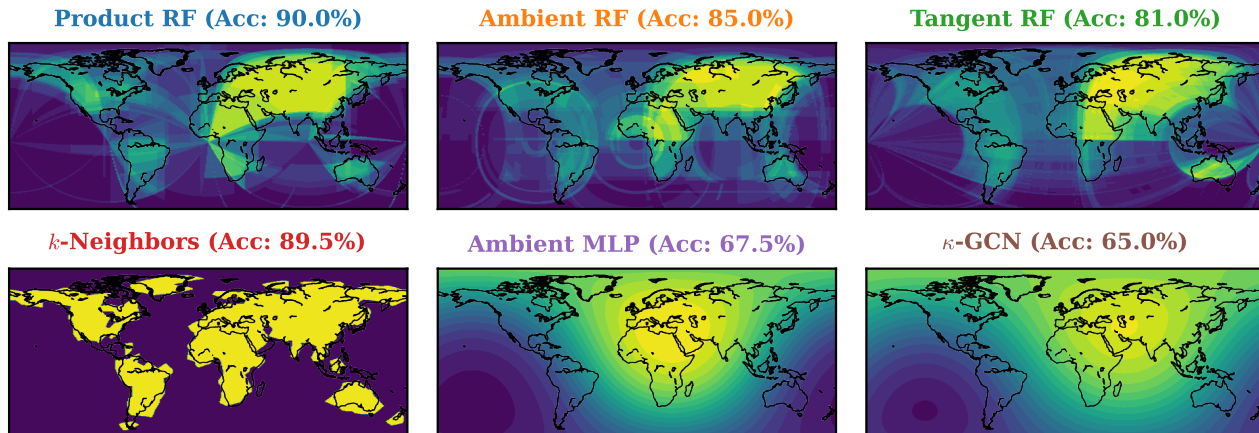 Product RF (Acc: 90.0%)
Ambient RF (Acc: 85.0%)
Tangent RF (Acc: 81.0%)
k-Neighbors (Acc: 89.5%)
Ambient MLP (Acc: 67.5%)
κ-GCN (Acc: 65.0%)